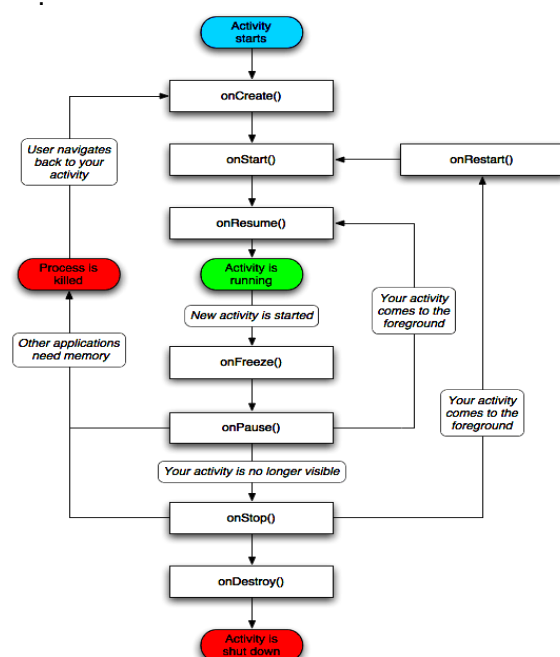 Activity
starts
onCreate()
User navigates
back to your
activity
onStart()
onRestart()
onResume()
Process is
killed
Activity is
running
New activity is started
Your activity
comes to the
foreground
Other applications
need memory
onFreeze()
Your activity
comes to the
foreground
onPause()
Your activity is no longer visible
onStop()
onDestroy()
Activity is
shut down